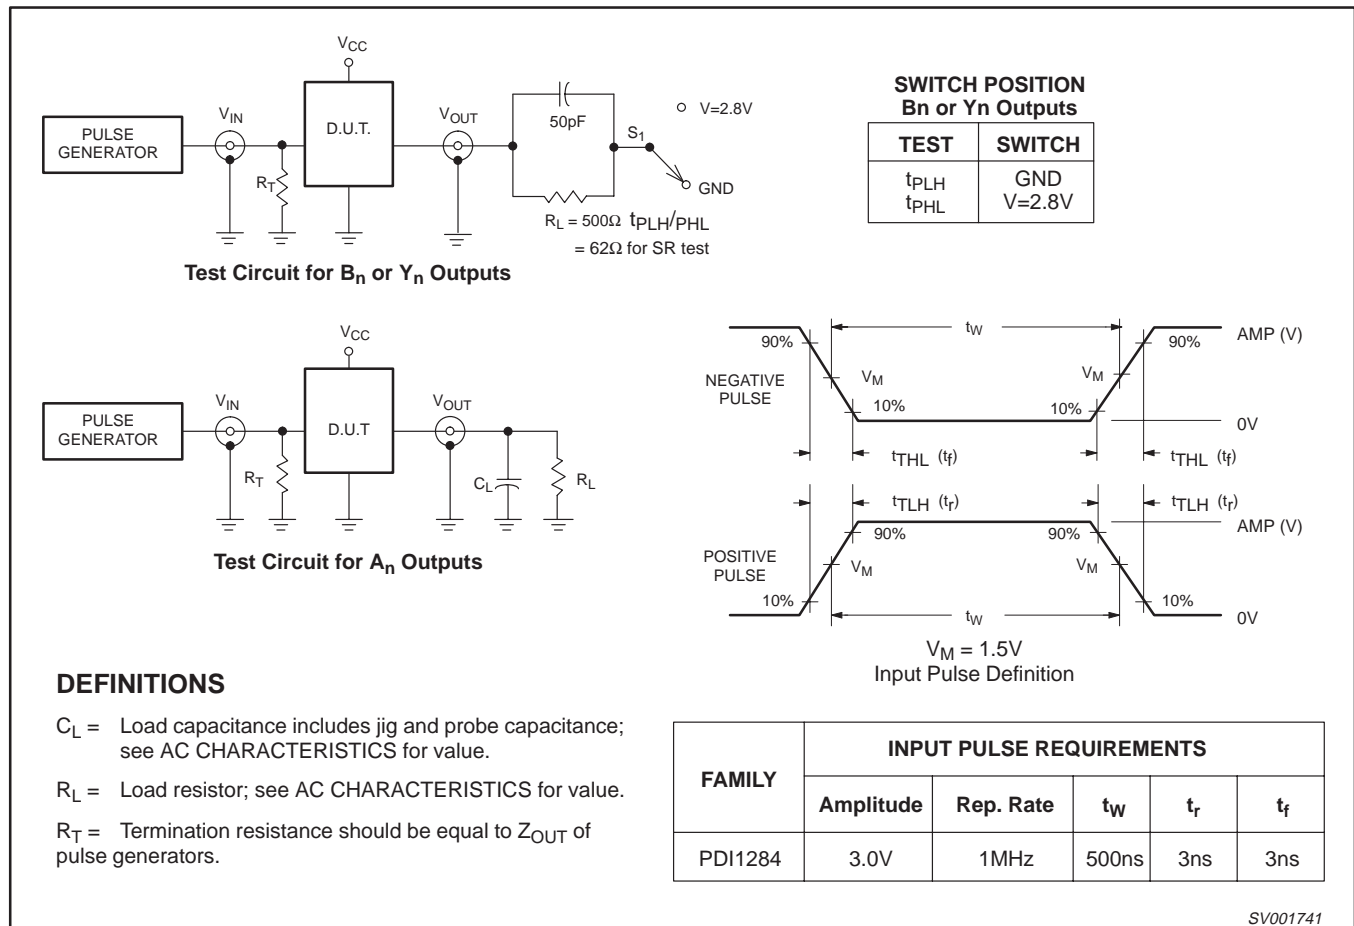 VCC
PULSE
GENERATOR
VIN
RT
D.U.T.
VOUT
50pF
S1
V=2.8V
GND
RL = 500Ω tPLH/PHL
= 62Ω for SR test
Test Circuit for Bn or Yn Outputs
SWITCH POSITION
Bn or Yn Outputs
TEST SWITCH
tPLH GND
tPHL V=2.8V
VCC
PULSE
GENERATOR
VIN
RT
D.U.T
VOUT
CL
RL
Test Circuit for An Outputs
90% tW 90% AMP (V)
NEGATIVE
PULSE
VM VM
10% 10% 0V
tTHL (tf) tTHL (tf)
tTLH (tr) tTLH (tr)
AMP (V)
90% 90%
POSITIVE
PULSE
VM VM
10% tW 10% 0V
VM = 1.5V
Input Pulse Definition
DEFINITIONS
CL = Load capacitance includes jig and probe capacitance;
see AC CHARACTERISTICS for value.
RL = Load resistor; see AC CHARACTERISTICS for value.
RT = Termination resistance should be equal to ZOUT of
pulse generators.
FAMILY INPUT PULSE REQUIREMENTS
Amplitude Rep. Rate tW tr tf
PDI1284 3.0V 1MHz 500ns 3ns 3ns
SV001741